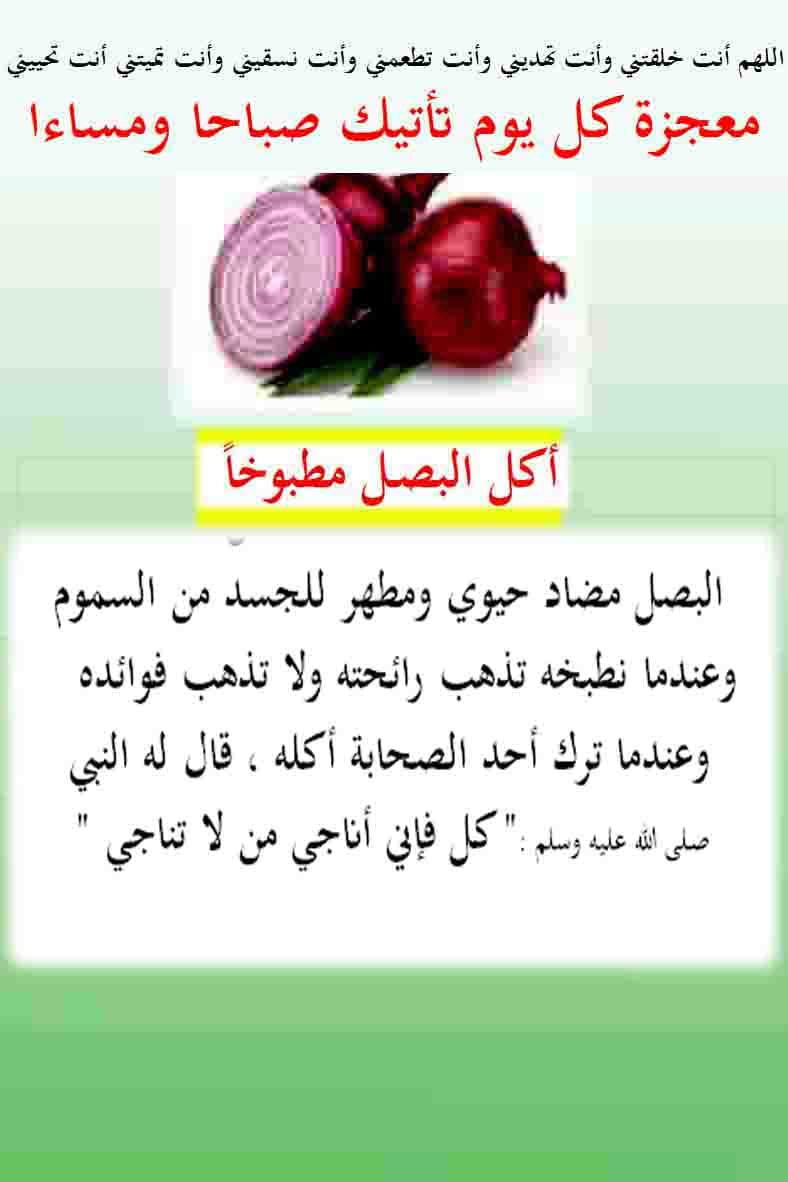 اللهم أنت خلقتني وأنت تهديني وأنت تطعمني وأنت نسقيني وأنت تميتني أنت تحييني
معجزة كل يوم تأتيك صباحا ومساءا
أكل البصل مطبوخاً
البصل مضاد حيوي ومطهر للجسد من السموم
وعندما نطبخه تذهب رائحته ولا تذهب فوائده
وعندما ترك أحد الصحابة أكله ، قال له النبي
صلى الله عليه وسلم :" كل فإني أناجي من لا تناجي "